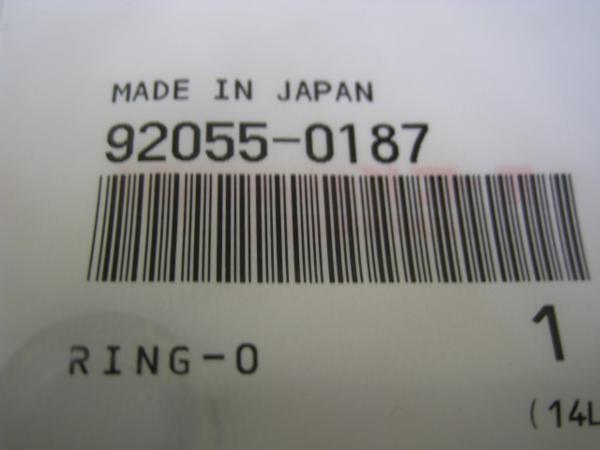 MADE IN JAPAN
92055-0187
RING-O
1
(14L